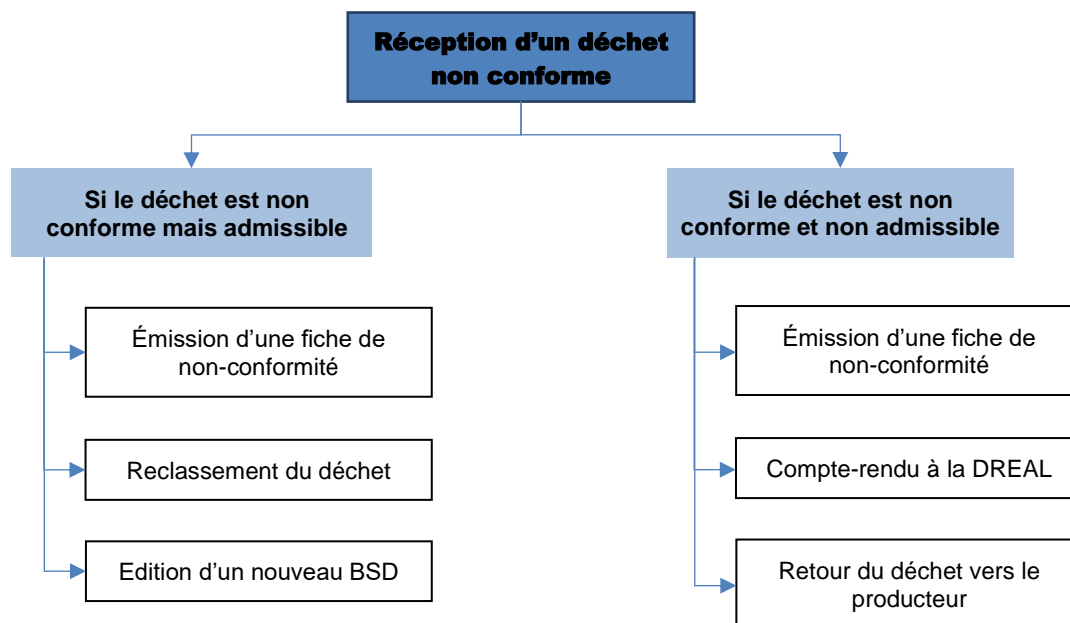 Réception d’un déchet
non conforme
Si le déchet est non
conforme mais admissible
Émission d’une fiche de
non-conformité
Reclassement du déchet
Edition d’un nouveau BSD
Si le déchet est non
conforme et non admissible
Émission d’une fiche de
non-conformité
Compte-rendu à la DREAL
Retour du déchet vers le
producteur